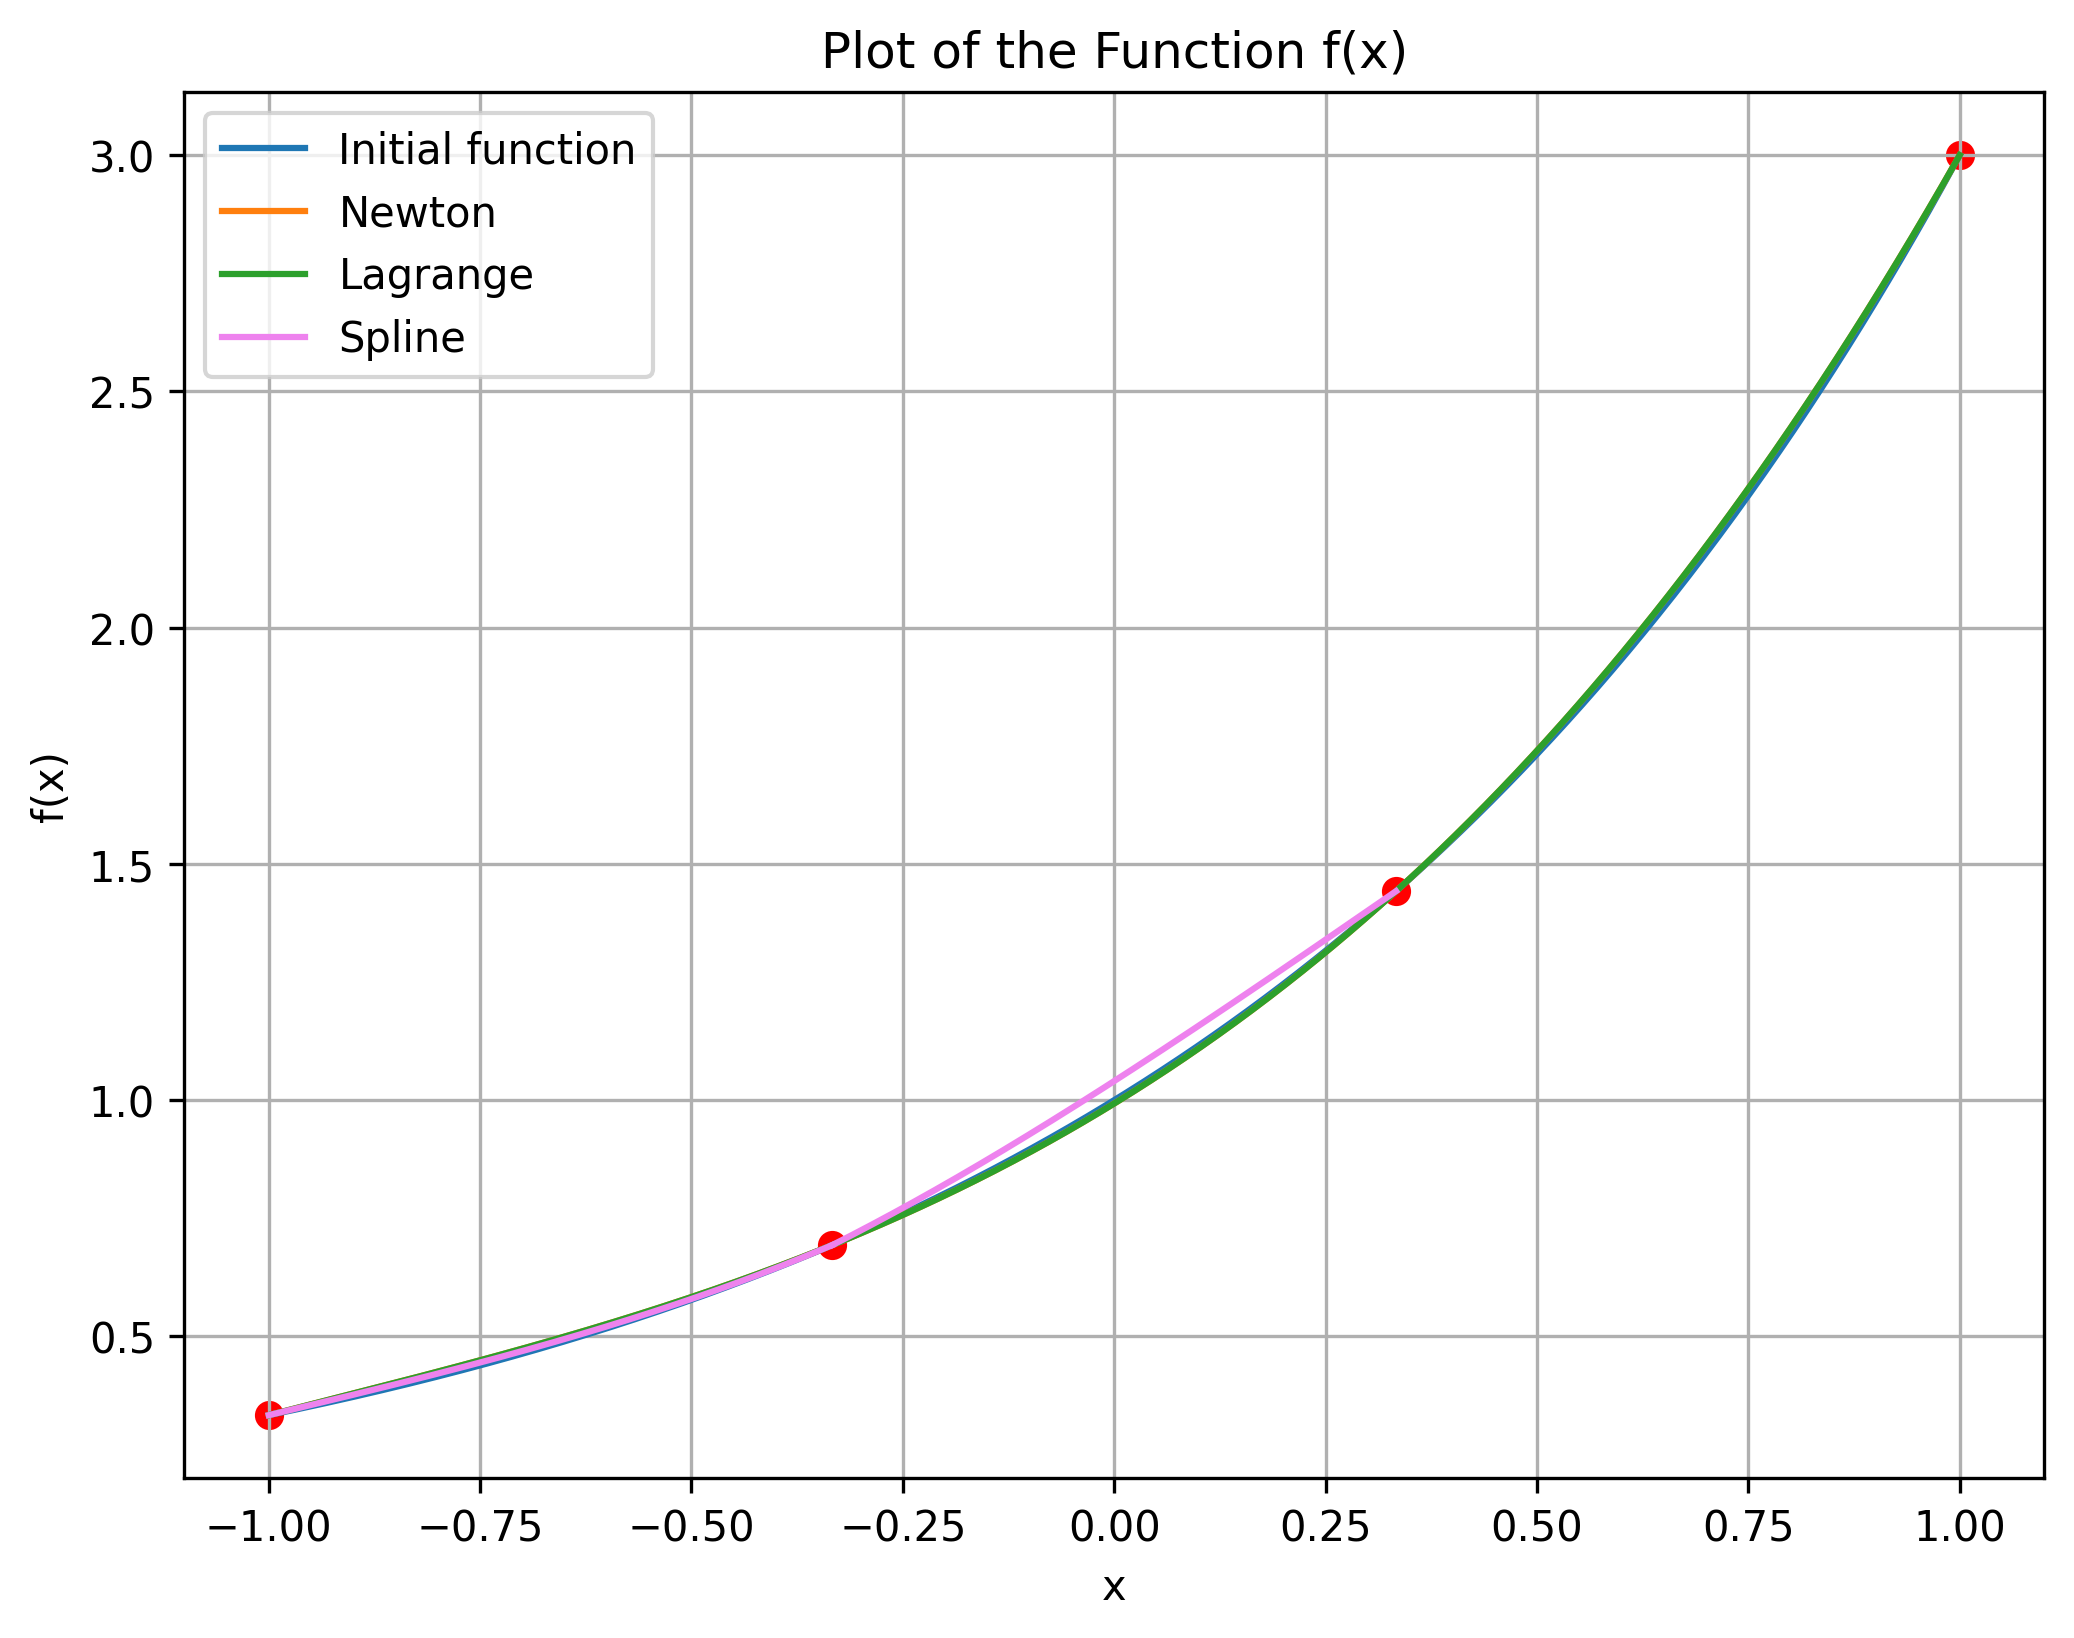 Plot of the Function f(x)
Initial function
Newton
Lagrange
Spline
3.0
2.5
2.0
1.5
1.0
0.5
f(x)
−1.00 −0.75 −0.50 −0.25 0.00 0.25 0.50 0.75 1.00
x